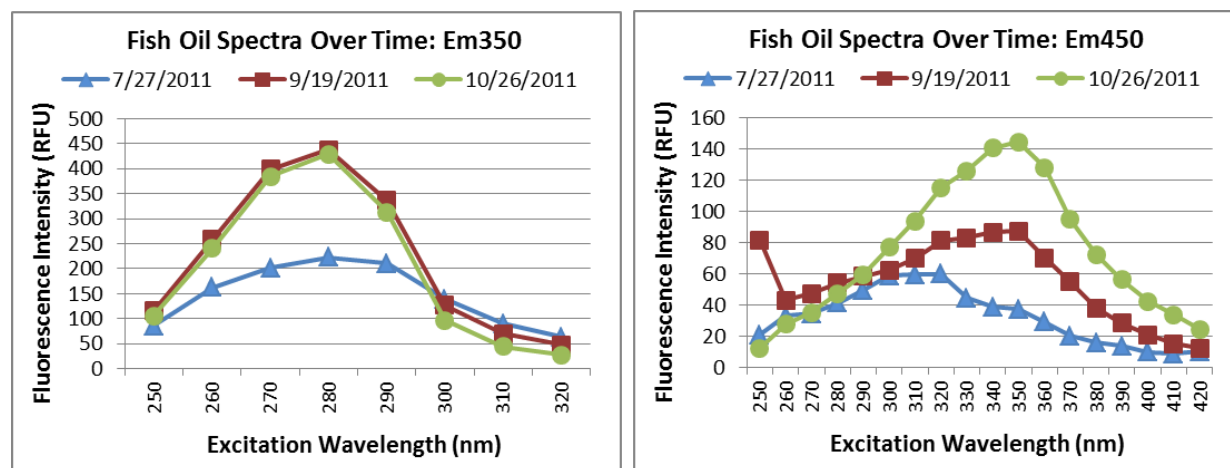 Fish Oil Spectra Over Time: Em350
7/27/2011 9/19/2011 10/26/2011
Fluorescence Intensity (RFU)
500
450
400
350
300
250
200
150
100
50
0
250 260 270 280 290 300 310 320
Excitation Wavelength (nm)
Fish Oil Spectra Over Time: Em450
7/27/2011 9/19/2011 10/26/2011
Fluorescence Intensity (RFU)
160
140
120
100
80
60
40
20
0
250 260 270 280 290 300 310 320 330 340 350 360 370 380 390 400 410 420
Excitation Wavelength (nm)